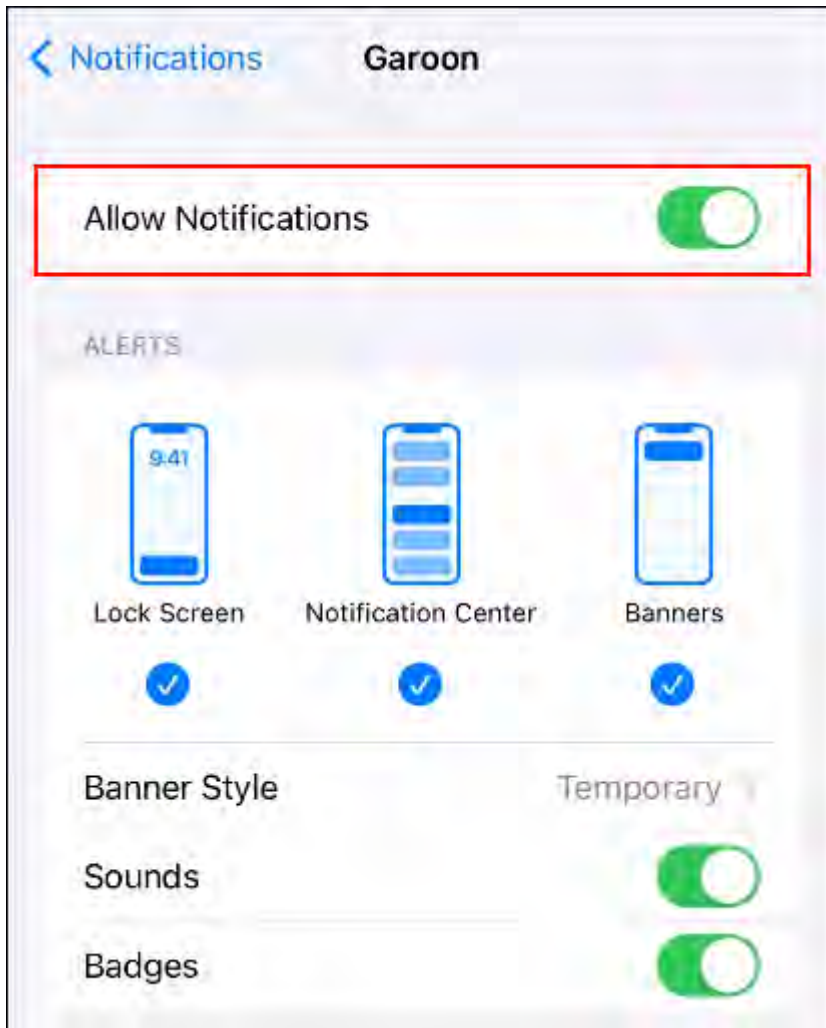 Notifications Garoon
Allow Notifications
ALERTS
9:41
Lock Screen Notification Center Banners
Banner Style Temporary
Sounds
Badges